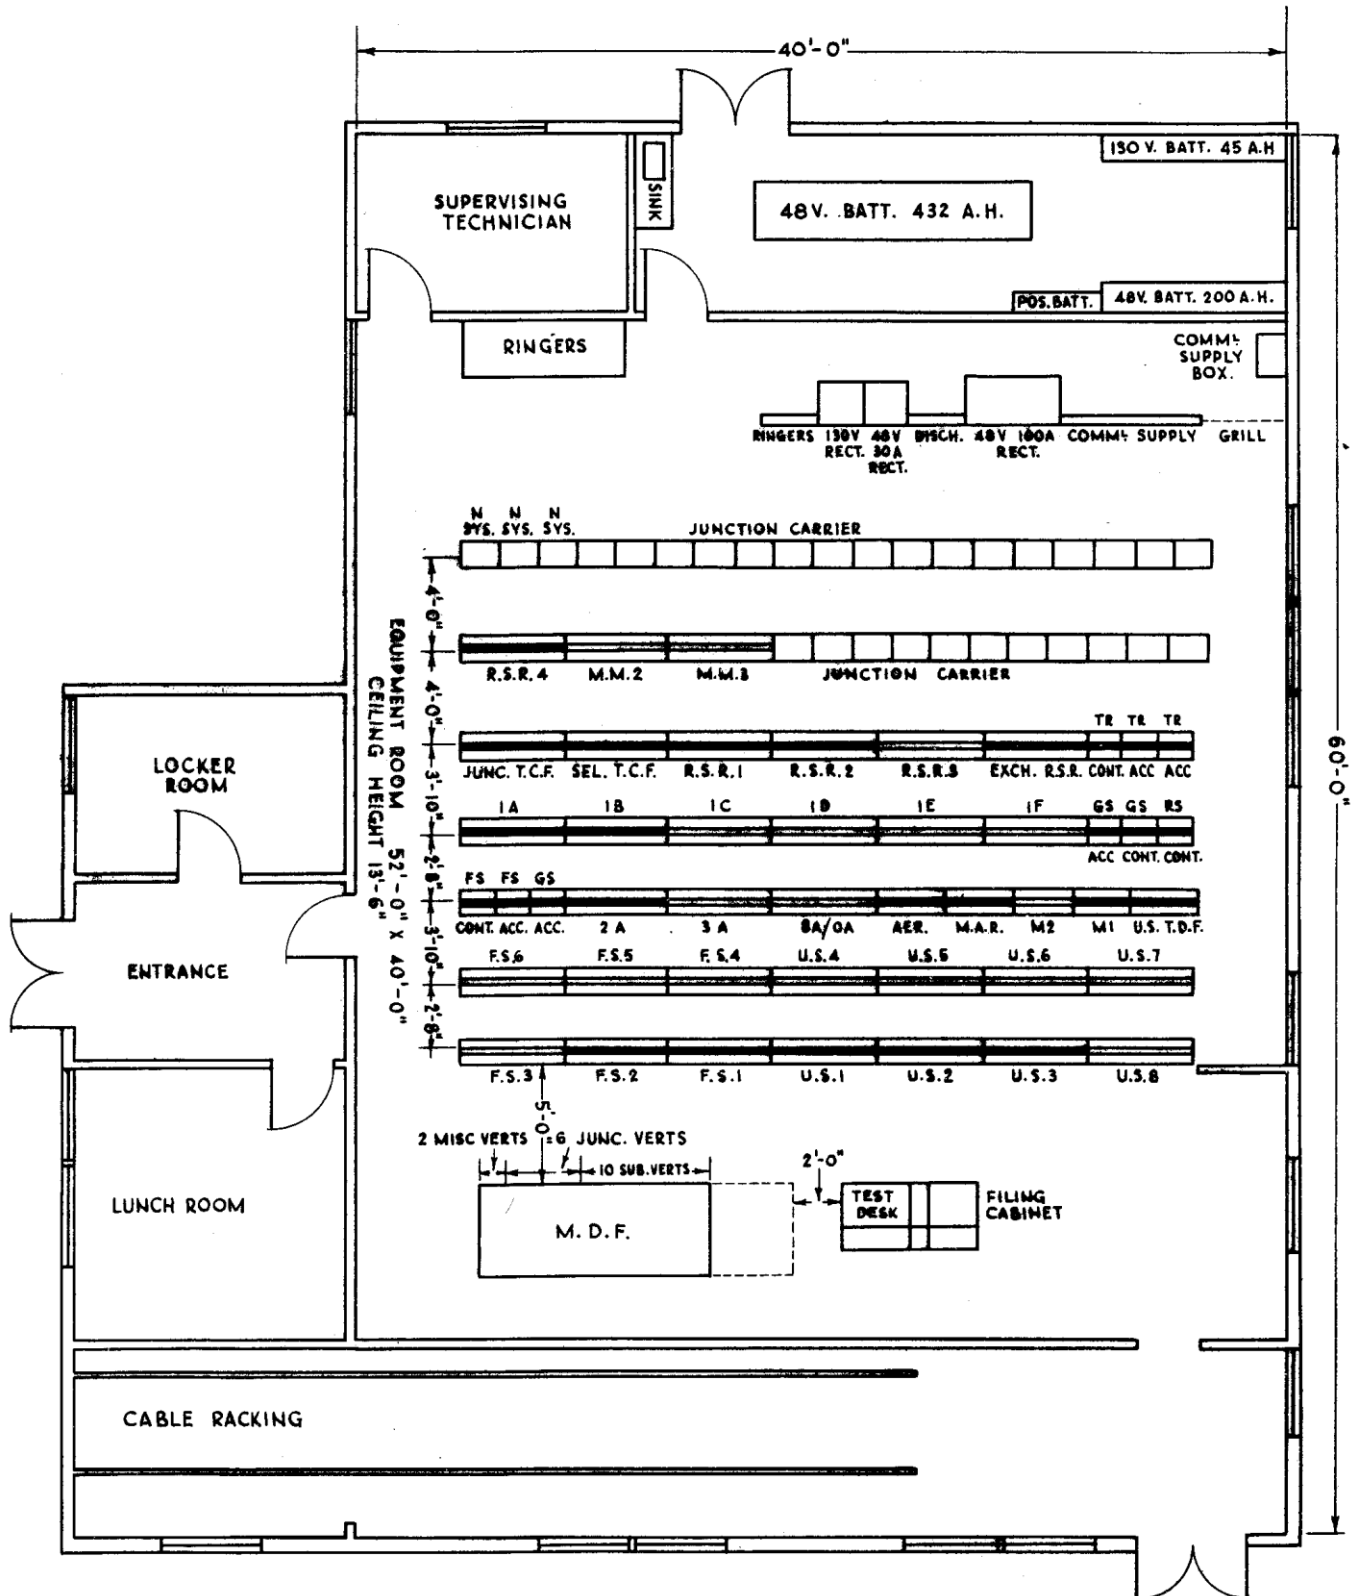 40'-0"
130 V. BATT. 45 A.H
SUPERVISING
TECHNICIAN
SINK
48V. BATT. 432 A.H.
POS. BATT.
48V. BATT. 200 A.H.
RINGERS
COMML
SUPPLY
BOX.
RINGERS 130V 48V DISCH. 48V 100A COMML SUPPLY GRILL
RECT. 30A RECT.
RECT.
N N N
SYS. SYS. SYS. JUNCTION CARRIER
4'-0"
R.S.R. 4 M.M.2 M.M.3 JUNCTION CARRIER
4'-0"
TR TR TR
JUNC. T.C.F. SEL. T.C.F. R.S.R.1 R.S.R.2 R.S.R.3 EXCH. R.S.R. CONT. ACC ACC
3'-10"
1A 1B 1C 1D 1E 1F GS GS RS
ACC CONT. CONT.
2'-8"
FS FS GS
CONT. ACC. ACC. 2A 3A 8A/0A AER. M.A.R. M2 M1 U.S. T.D.F.
3'-10"
F.S.6 F.S.5 F.S.4 U.S.4 U.S.5 U.S.6 U.S.7
2'-8"
F.S.3 F.S.2 F.S.1 U.S.1 U.S.2 U.S.3 U.S.8
EQUIPMENT ROOM 52'-0" X 40'-0"
CEILING HEIGHT 13'-6"
60'-0"
LOCKER
ROOM
ENTRANCE
LUNCH ROOM
5'-0"
2 MISC VERTS 6 JUNC. VERTS
10 SUB. VERTS
2'-0"
M. D. F.
TEST
DESK
FILING
CABINET
CABLE RACKING